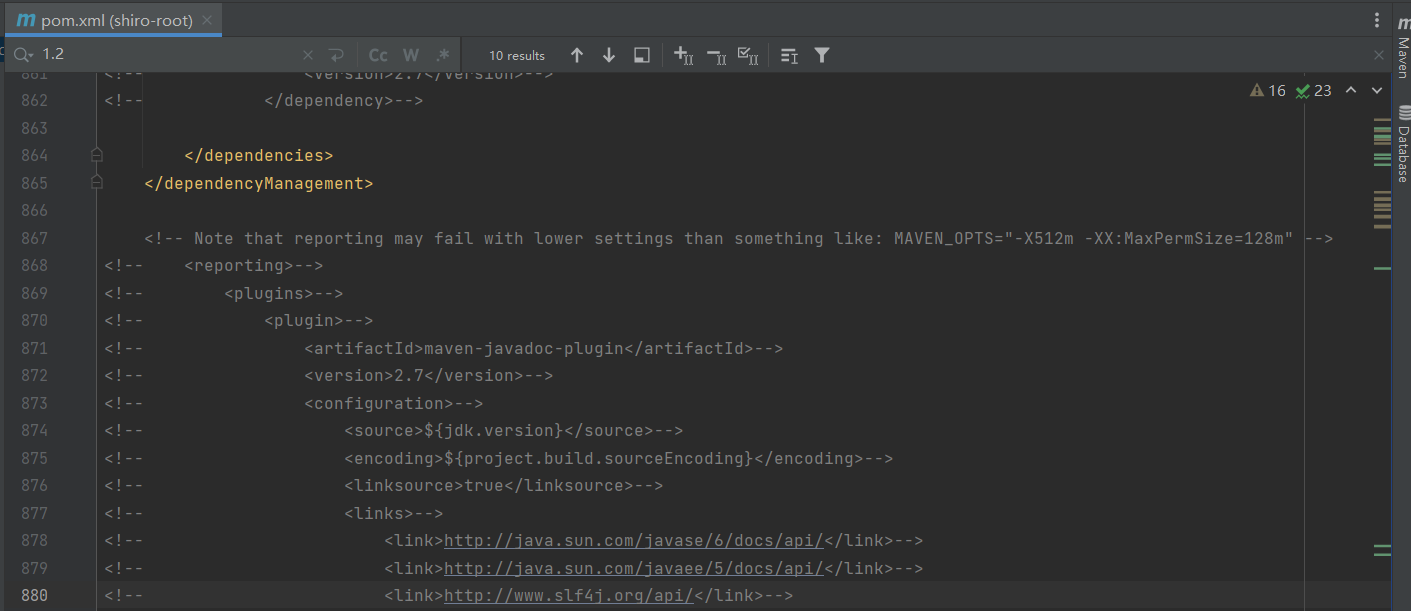 pom.xml (shiro-root)
1.2
Cc W .*
10 results
861 <!-- <version>2.7</version>-->
862 <!-- </dependency>-->
16 23
863
864 </dependencies>
865 </dependencyManagement>
866
867 <!-- Note that reporting may fail with lower settings than something like: MAVEN_OPTS="-X512m -XX:MaxPermSize=128m" -->
868 <!-- <reporting>-->
869 <!-- <plugins>-->
870 <!-- <plugin>-->
871 <!-- <artifactId>maven-javadoc-plugin</artifactId>-->
872 <!-- <version>2.7</version>-->
873 <!-- <configuration>-->
874 <!-- <source>${jdk.version}</source>-->
875 <!-- <encoding>${project.build.sourceEncoding}</encoding>-->
876 <!-- <linksource>true</linksource>-->
877 <!-- <links>-->
878 <!-- <link>http://java.sun.com/javase/6/docs/api/</link>-->
879 <!-- <link>http://java.sun.com/javaee/5/docs/api/</link>-->
880 <!-- <link>http://www.slf4j.org/api/</link>-->
Maven
Database